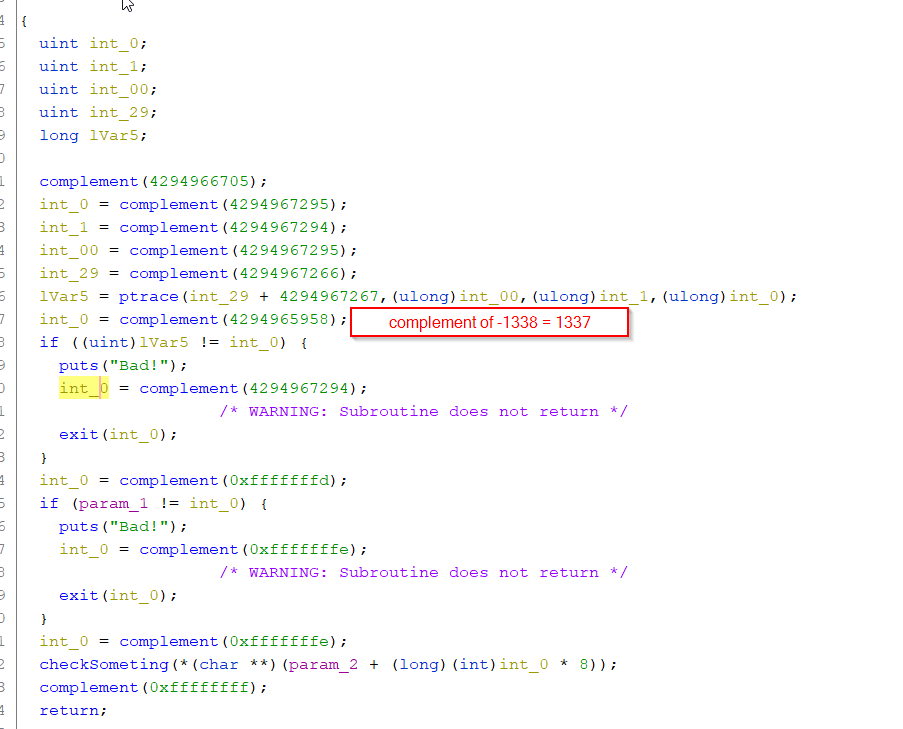 4 {
5 uint int_0;
6 uint int_1;
7 uint int_00;
8 uint int_29;
9 long lVar5;
0
1 complement(4294966705);
2 int_0 = complement(4294967295);
3 int_1 = complement(4294967294);
4 int_00 = complement(4294967295);
5 int_29 = complement(4294967266);
6 lVar5 = ptrace(int_29 + 4294967267,(ulong)int_00,(ulong)int_1,(ulong)int_0);
7 int_0 = complement(4294965958); complement of -1338 = 1337
8 if ((uint)lVar5 != int_0) {
9 puts("Bad!");
0 int_0 = complement(4294967294);
1 /* WARNING: Subroutine does not return */
2 exit(int_0);
3 }
4 int_0 = complement(0xfffffffd);
5 if (param_1 != int_0) {
6 puts("Bad!");
7 int_0 = complement(0xfffffffe);
8 /* WARNING: Subroutine does not return */
9 exit(int_0);
0 }
1 int_0 = complement(0xfffffffe);
2 checkSometing(*(char **)(param_2 + (long)(int)int_0 * 8));
3 complement(0xffffffff);
4 return;